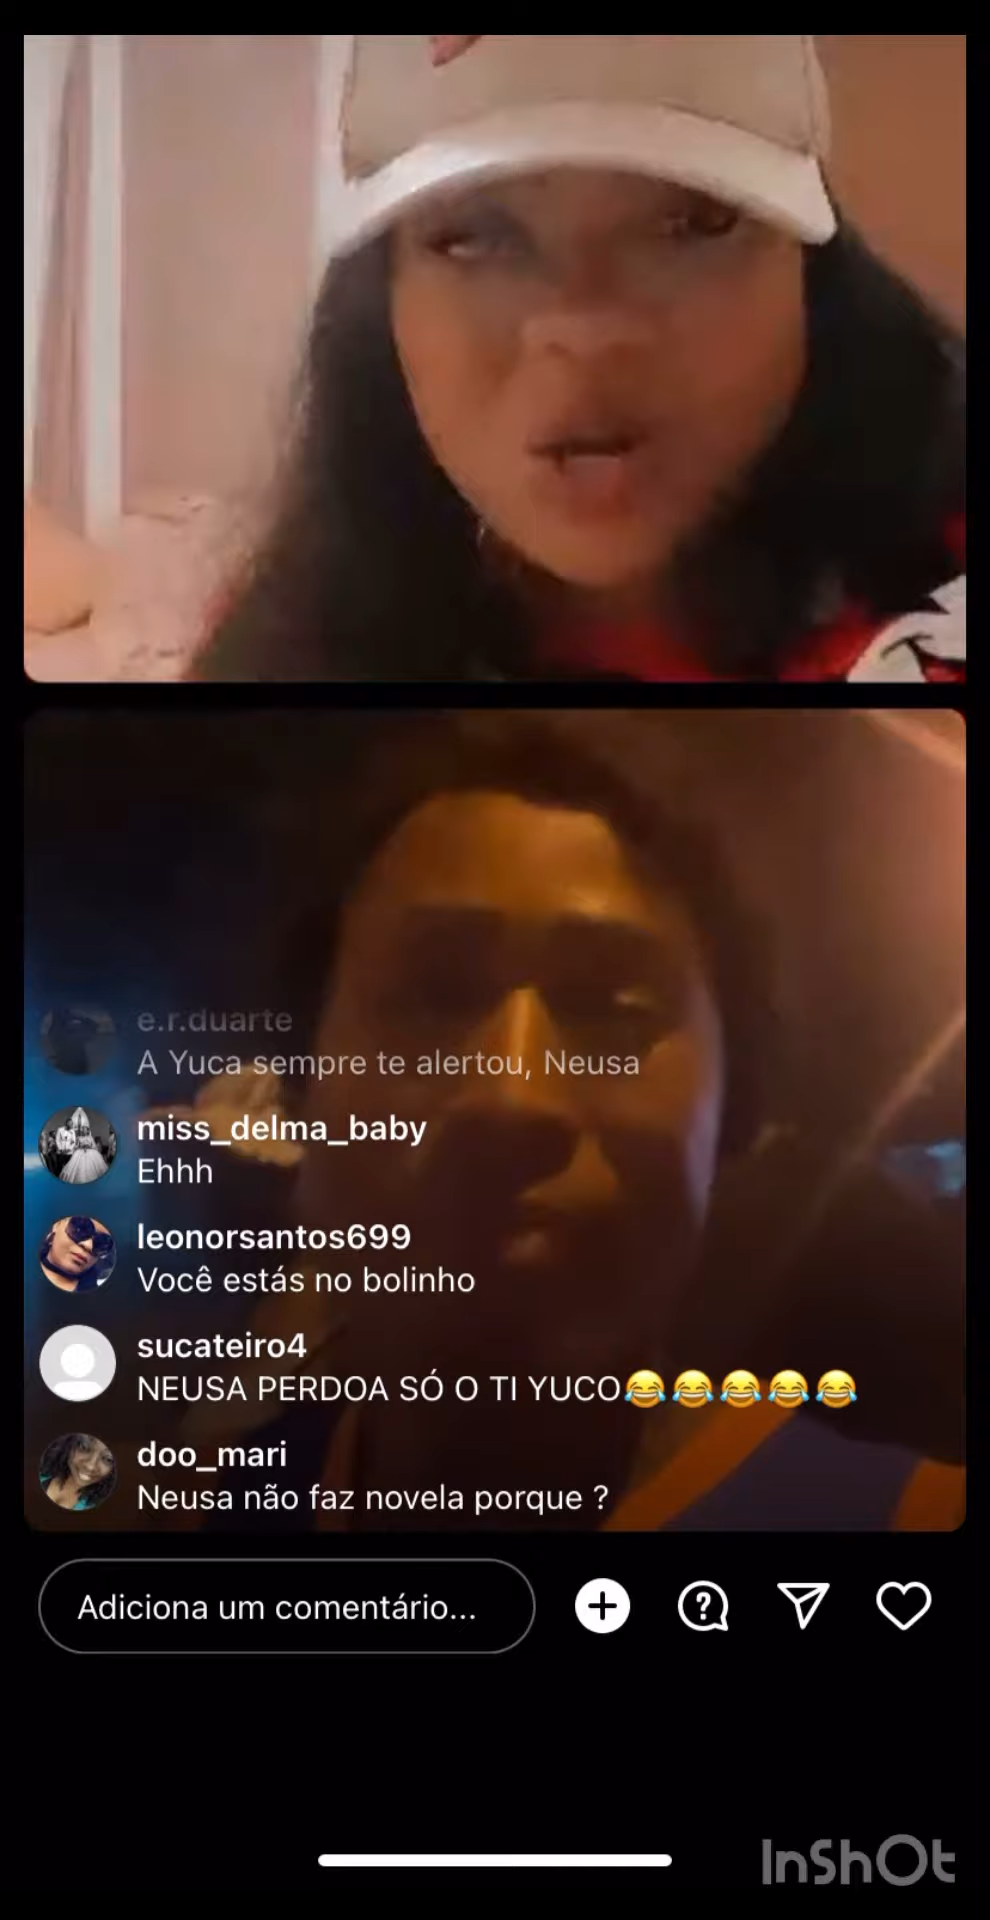 e.r.duarte
A Yuca sempre te alertou, Neusa
miss_delma_baby
Ehhh
leonorsantos699
Você estás no bolinho
sucateiro4
NEUSA PERDOA SÓ O TI YUCO😂😂😂😂😂
doo_mari
Neusa não faz novela porque ?
Adiciona um comentário...
InShOt